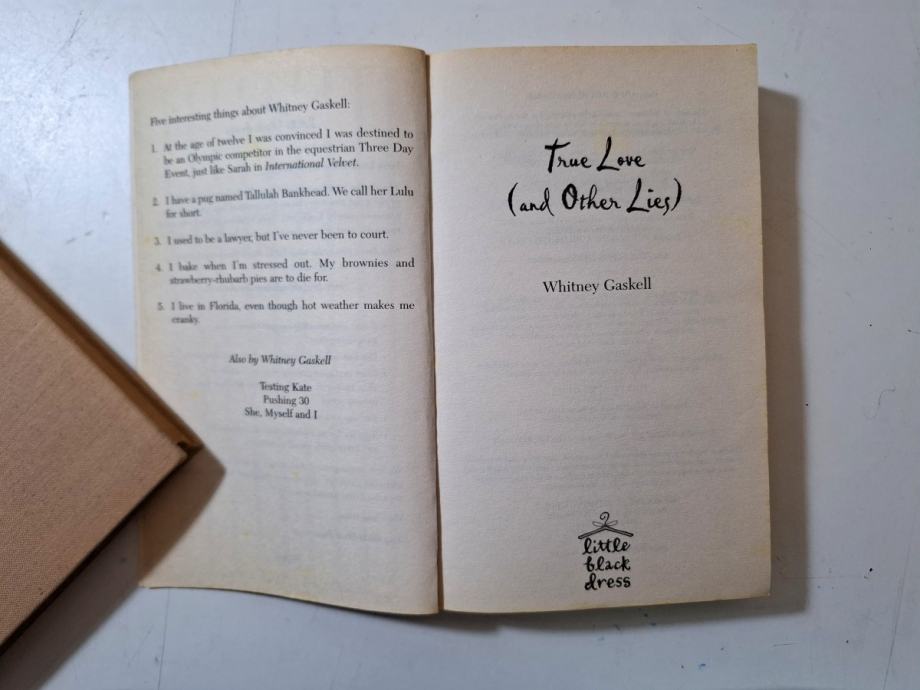 Five interesting things about Whitney Gaskell:
1. At the age of twelve I was convinced I was destined to
be an Olympic competitor in the equestrian Three Day
Event, just like Sarah in International Velvet.
2. I have a pug named Tallulah Bankhead. We call her Lulu
for short.
3. I used to be a lawyer, but I've never been to court.
4. I bake when I'm stressed out. My brownies and
strawberry-rhubarb pies are to die for.
5. I live in Florida, even though hot weather makes me
cranky.
Also by Whitney Gaskell
Testing Kate
Pushing 30
She, Myself and I
True Love
(and Other Lies)
Whitney Gaskell
little
black
dress